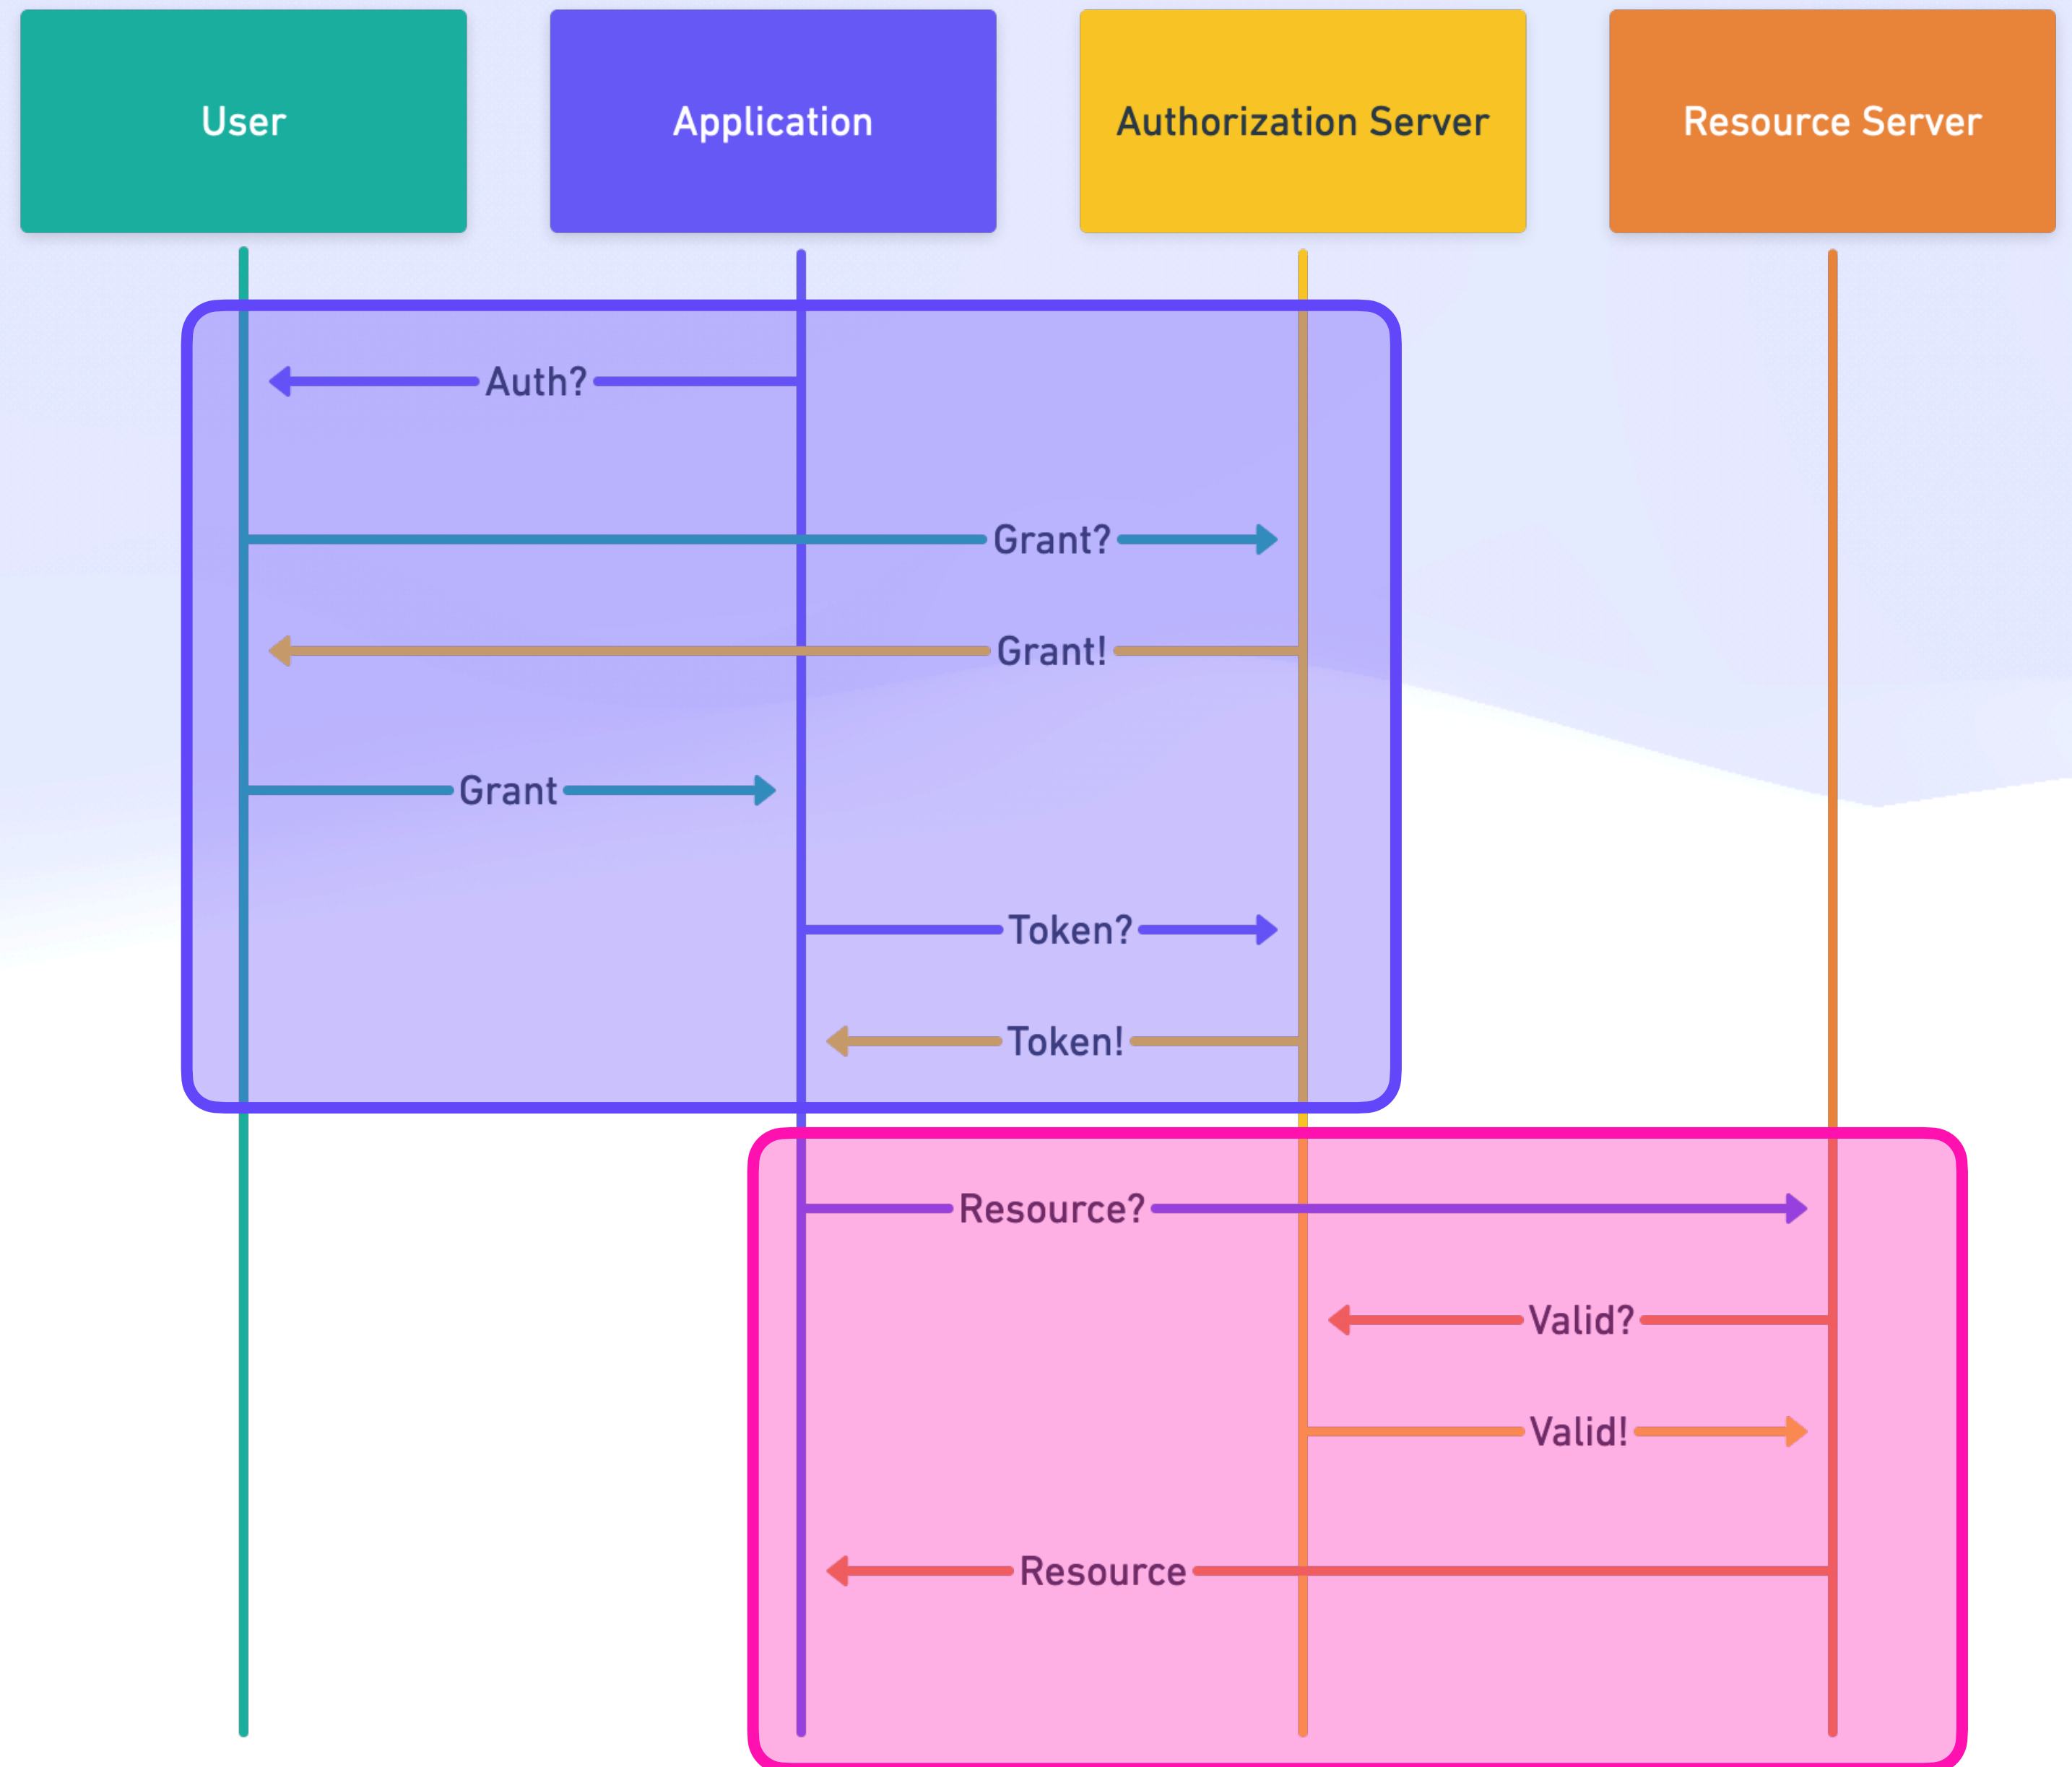 User
Application
Authorization Server
Resource Server
Auth?
Grant?
Grant!
Grant
Token?
Token!
Resource?
Valid?
Valid!
Resource